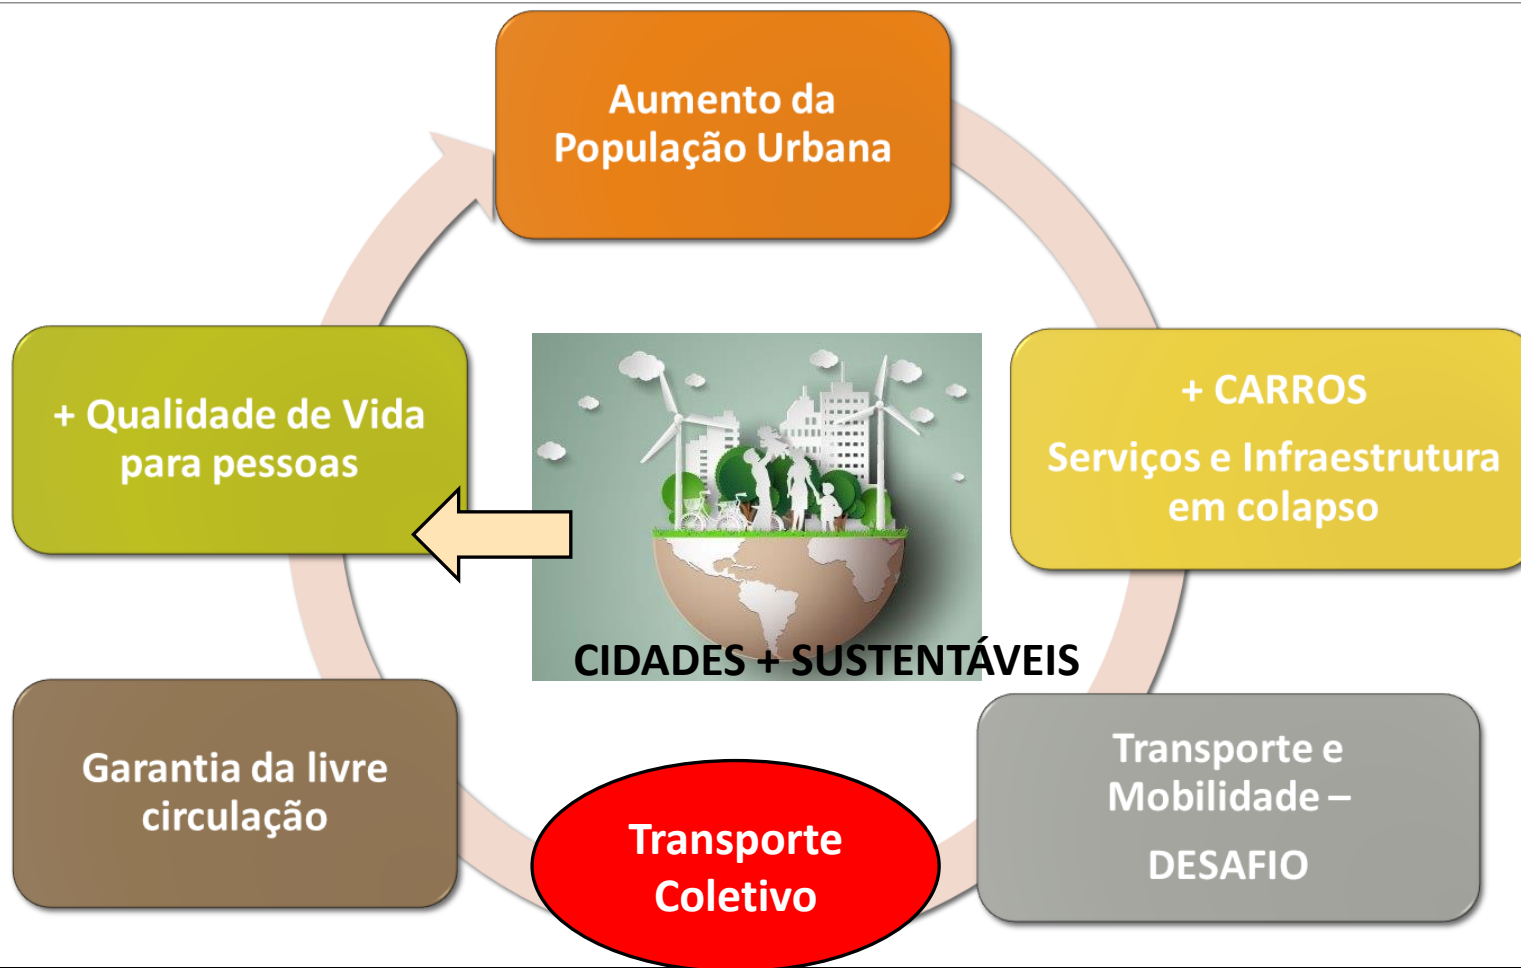 Aumento da
População Urbana
+ CARROS
Serviços e Infraestrutura
em colapso
Transporte e
Mobilidade –
DESAFIO
Transporte
Coletivo
Garantia da livre
circulação
+ Qualidade de Vida
para pessoas
CIDADES + SUSTENTÁVEIS